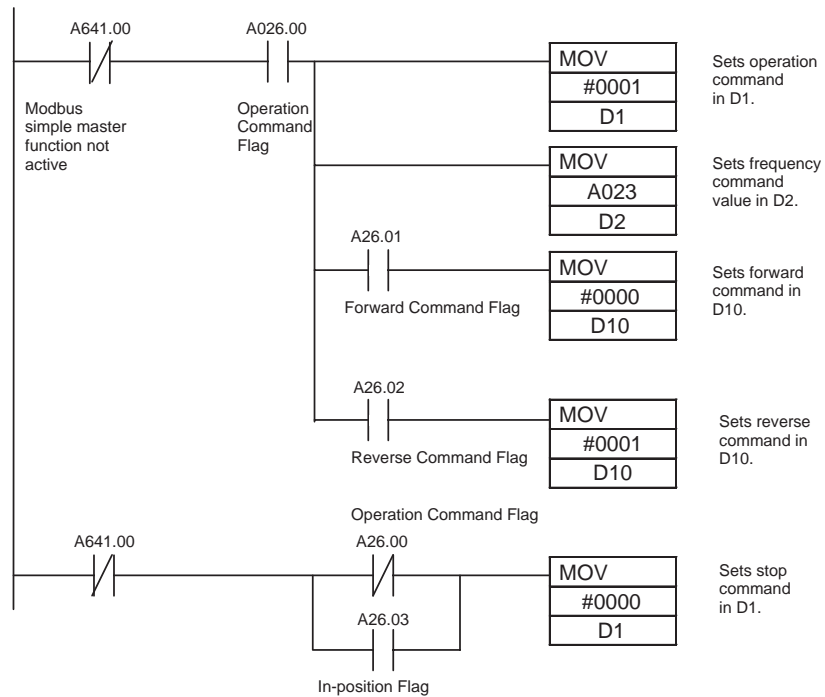 A641.00
A026.00
MOV
#0001
D1
Sets operation
command
in D1.
Modbus
simple master
function not
active
Operation
Command
Flag
MOV
A023
D2
Sets frequency
command
value in D2.
A26.01
Forward Command Flag
MOV
#0000
D10
Sets forward
command in
D10.
A26.02
Reverse Command Flag
MOV
#0001
D10
Sets reverse
command in
D10.
Operation Command Flag
A641.00
A26.00
MOV
#0000
D1
Sets stop
command
in D1.
A26.03
In-position Flag